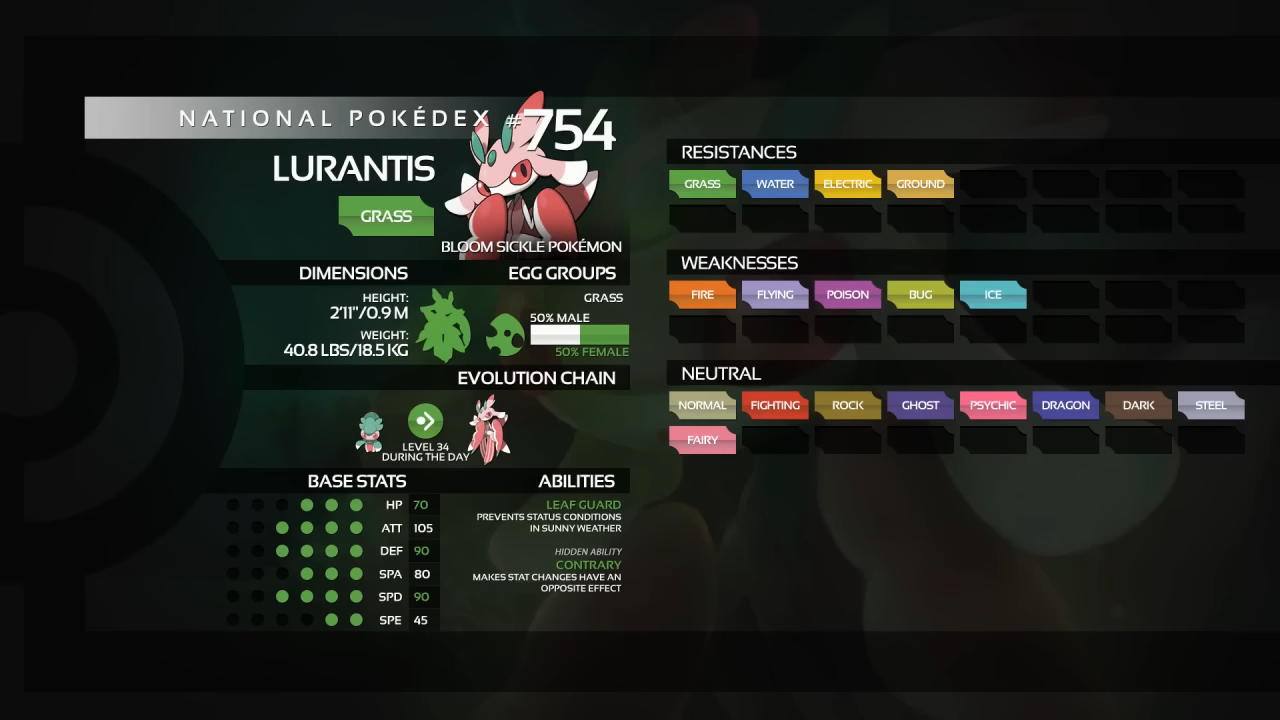 NATIONAL POKÉDEX #754
LURANTIS
GRASS
BLOOM SICKLE POKÉMON
DIMENSIONS
HEIGHT:
2'11"/0.9 M
WEIGHT:
40.8 LBS/18.5 KG
EGG GROUPS
GRASS
50% MALE
50% FEMALE
EVOLUTION CHAIN
LEVEL 34
DURING THE DAY
BASE STATS
HP 70
ATT 105
DEF 90
SPA 80
SPD 90
SPE 45
ABILITIES
LEAF GUARD
PREVENTS STATUS CONDITIONS
IN SUNNY WEATHER
HIDDEN ABILITY
CONTRARY
MAKES STAT CHANGES HAVE AN
OPPOSITE EFFECT
RESISTANCES
GRASS WATER ELECTRIC GROUND
WEAKNESSES
FIRE FLYING POISON BUG ICE
NEUTRAL
NORMAL FIGHTING ROCK GHOST PSYCHIC DRAGON DARK STEEL
FAIRY